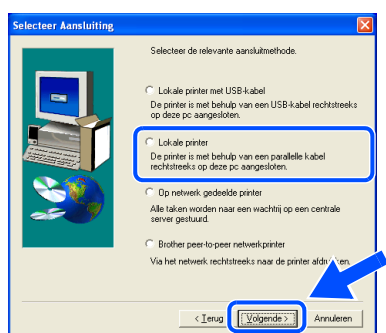 Selecteer Aansluiting
Selecteer de relevante aansluitmethode.
Lokale printer met USB-kabel
De printer is met behulp van een USB-kabel rechtstreeks
op deze pc aangesloten.
Lokale printer
De printer is met behulp van een parallelle kabel
rechtstreeks op deze pc aangesloten.
Op netwerk gedeelde printer
Alle taken worden naar een wachtrij op een centrale
server gestuurd.
Brother peer-to-peer netwerkprinter
Via het netwerk rechtstreeks naar de printer
< Terug
Volgende >
Annuleren